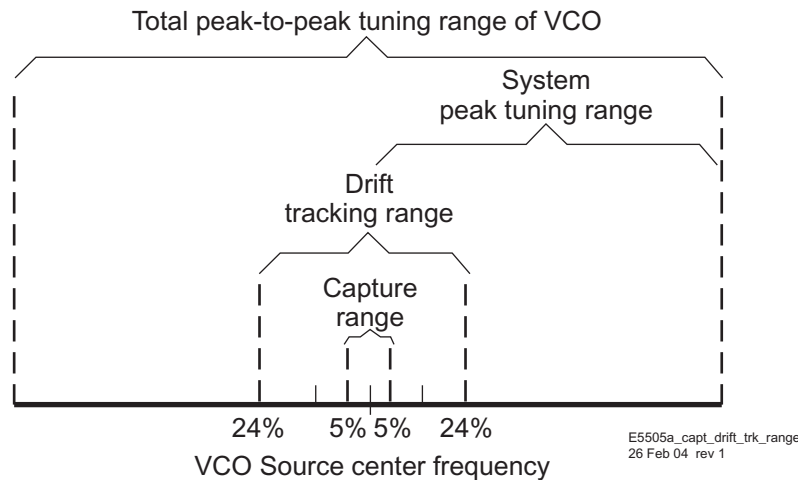 Total peak-to-peak tuning range of VCO
System
peak tuning range
Drift
tracking range
Capture
range
24% 5% 5% 24%
VCO Source center frequency
E5505a_capt_drift_trk_range
26 Feb 04 rev 1